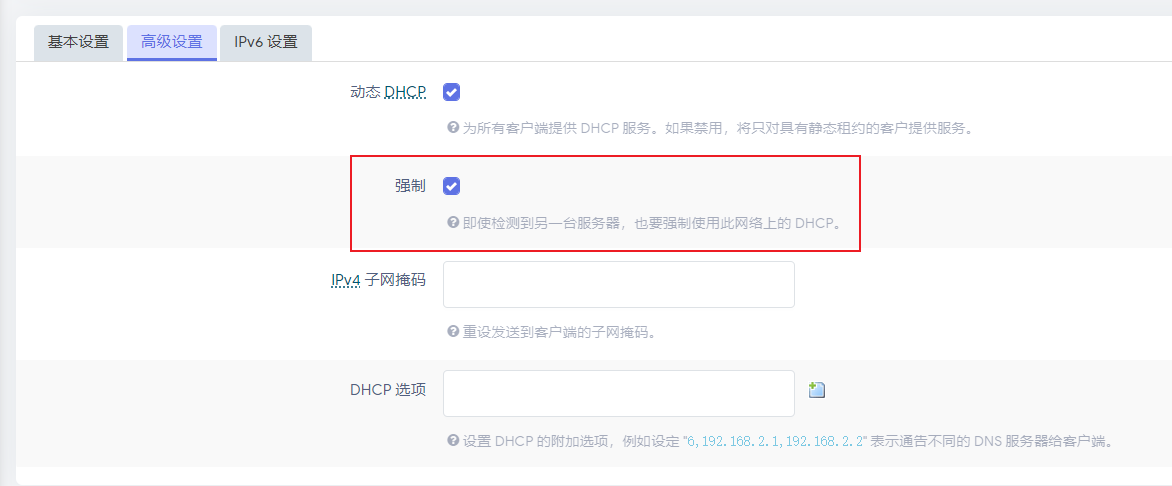 基本设置 高级设置 IPv6 设置
动态 DHCP
为所有客户端提供 DHCP 服务。如果禁用，将只对具有静态租约的客户提供服务。
强制
即使检测到另一台服务器，也要强制使用此网络上的 DHCP。
IPv4 子网掩码
重设发送到客户端的子网掩码。
DHCP 选项
设置 DHCP 的附加选项，例如设定 "6,192.168.2.1,192.168.2.2" 表示通告不同的 DNS 服务器给客户端。